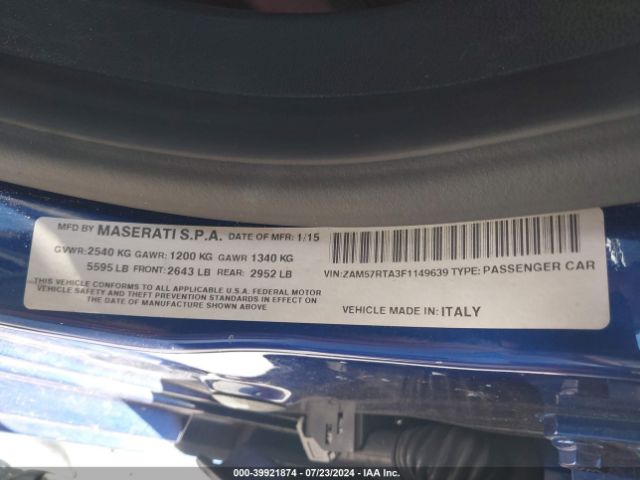 MFD BY MASERATI S.P.A. DATE OF MFR: 1/15
GVWR: 2540 KG GAWR: 1200 KG GAWR 1340 KG
5595 LB FRONT: 2643 LB REAR: 2952 LB
THIS VEHICLE CONFORMS TO ALL APPLICABLE U.S.A. FEDERAL MOTOR
VEHICLE SAFETY AND THEFT PREVENTION STANDARDS IN EFFECT ON
THE DATE OF MANUFACTURE SHOWN ABOVE
VIN: ZAM57RTA3F1149639 TYPE: PASSENGER CAR
VEHICLE MADE IN: ITALY
000-39921874 / 07/23/2024 / IAA Inc.